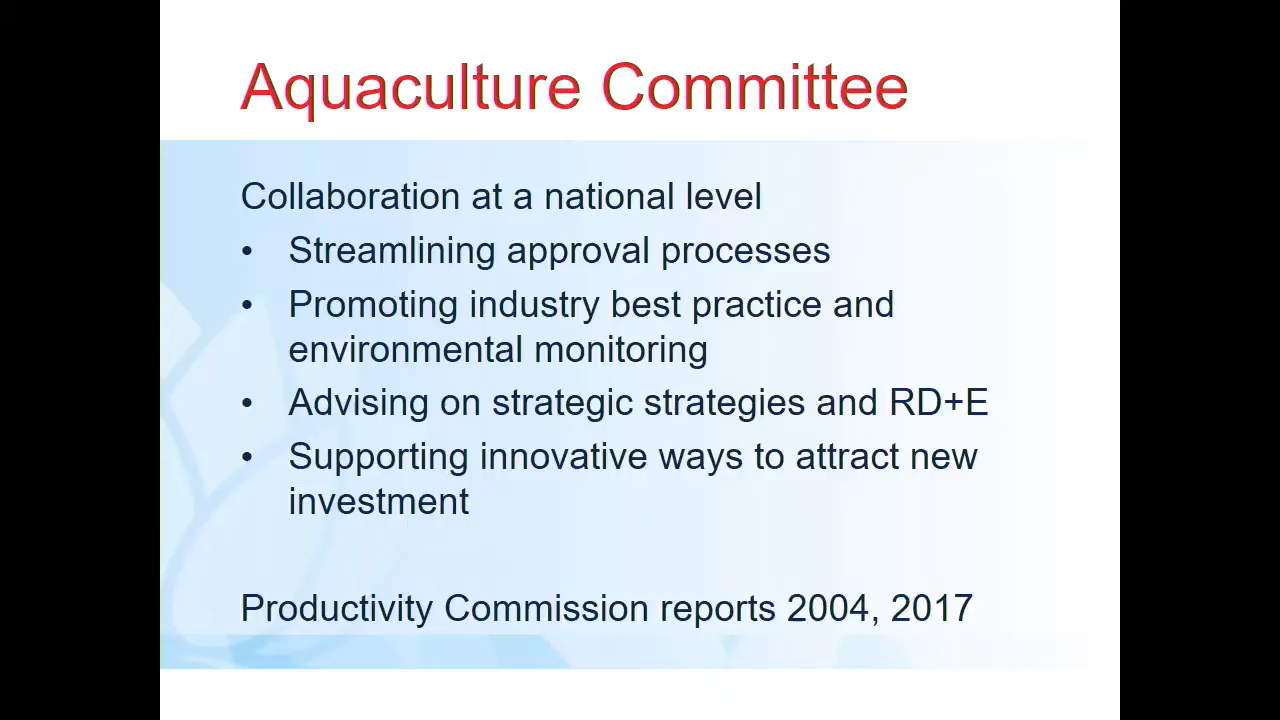 Aquaculture Committee
Collaboration at a national level
• Streamlining approval processes
• Promoting industry best practice and
environmental monitoring
• Advising on strategic strategies and RD+E
• Supporting innovative ways to attract new
investment
Productivity Commission reports 2004, 2017